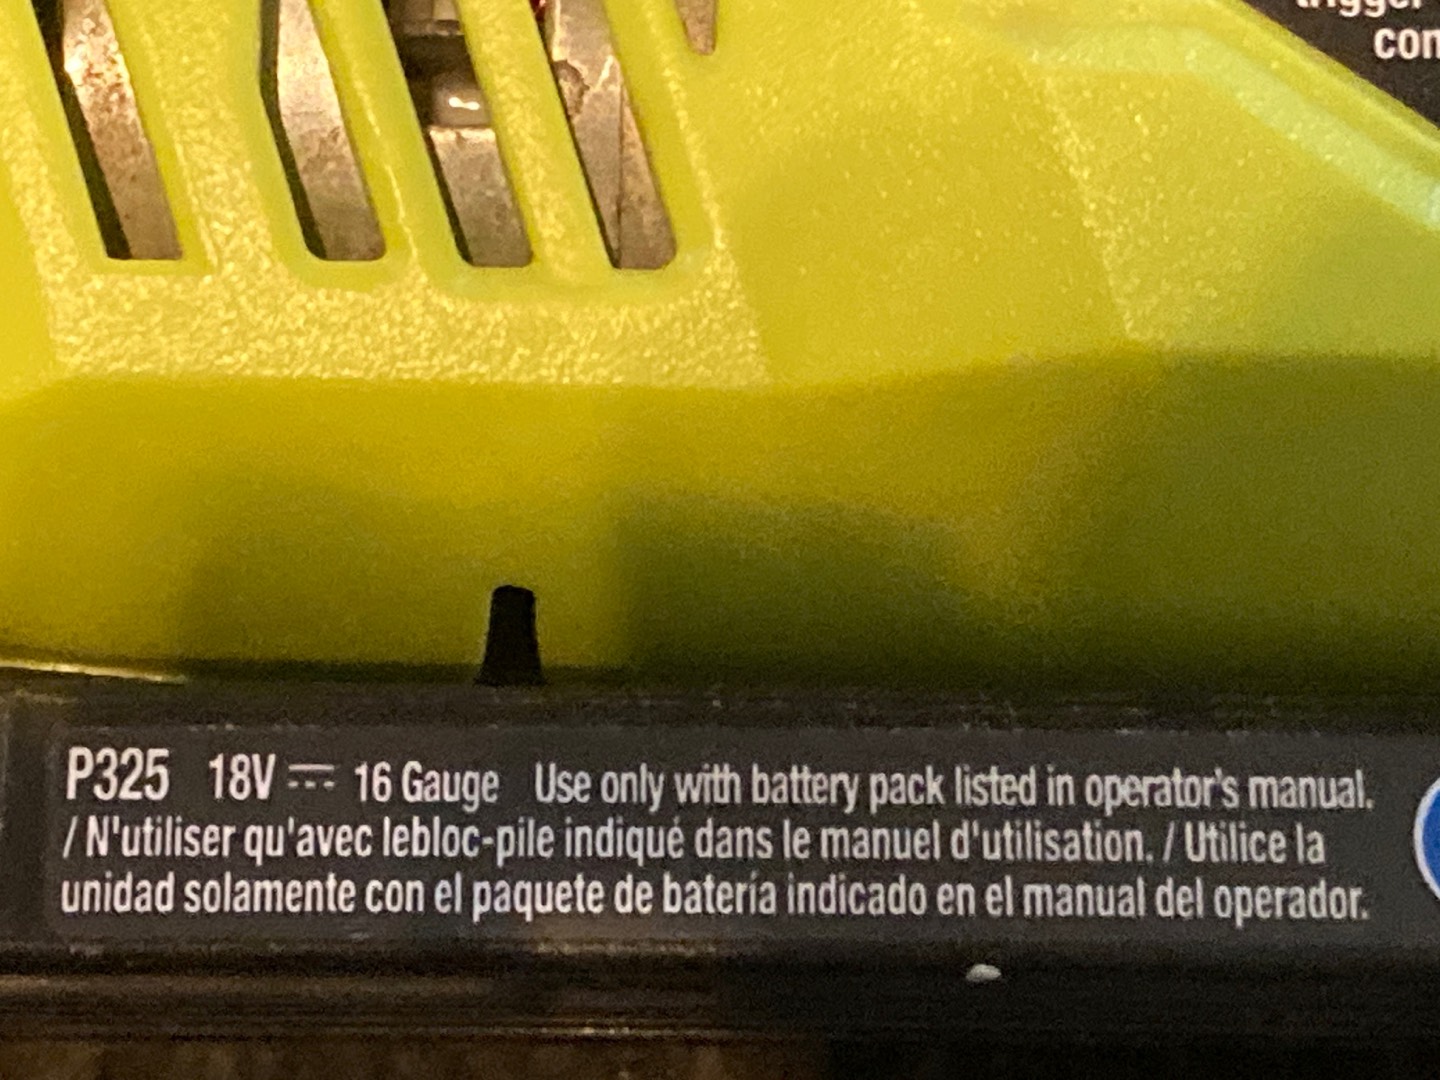 trigger
con
P325 18V ⎓ 16 Gauge Use only with battery pack listed in operator's manual.
/ N'utiliser qu'avec lebloc-pile indiqué dans le manuel d'utilisation. / Utilice la
unidad solamente con el paquete de batería indicado en el manual del operador.